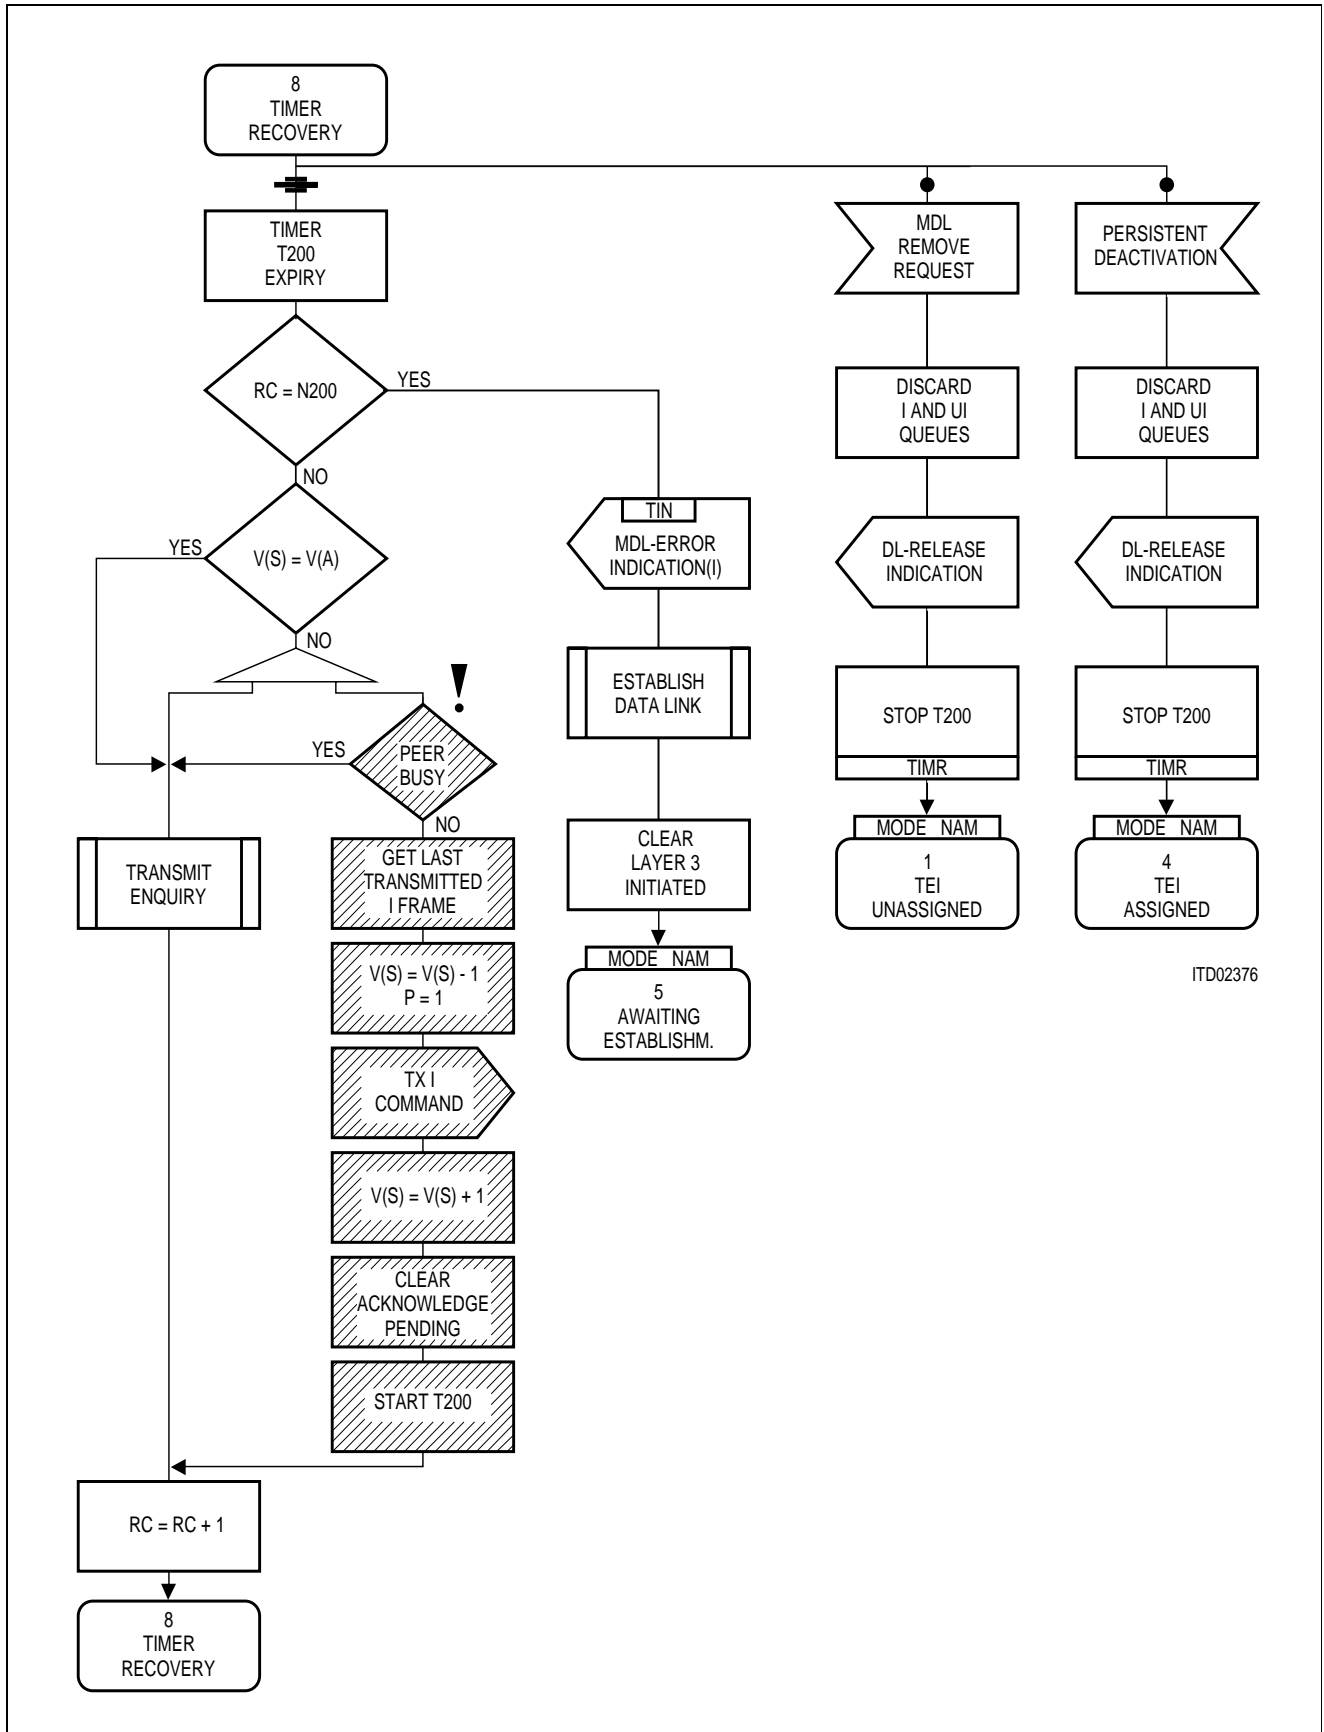 8
TIMER
RECOVERY
TIMER
T200
EXPIRY
MDL
REMOVE
REQUEST
PERSISTENT
DEACTIVATION
RC = N200
YES
NO
DISCARD
I AND UI
QUEUES
DISCARD
I AND UI
QUEUES
V(S) = V(A)
YES
NO
TIN
MDL-ERROR
INDICATION(I)
DL-RELEASE
INDICATION
DL-RELEASE
INDICATION
!
PEER
BUSY
YES
NO
ESTABLISH
DATA LINK
STOP T200
TIMR
STOP T200
TIMR
TRANSMIT
ENQUIRY
GET LAST
TRANSMITTED
I FRAME
CLEAR
LAYER 3
INITIATED
MODE NAM
1
TEI
UNASSIGNED
MODE NAM
4
TEI
ASSIGNED
V(S) = V(S) - 1
P = 1
MODE NAM
5
AWAITING
ESTABLISHM.
ITD02376
TX I
COMMAND
V(S) = V(S) + 1
CLEAR
ACKNOWLEDGE
PENDING
START T200
RC = RC + 1
8
TIMER
RECOVERY